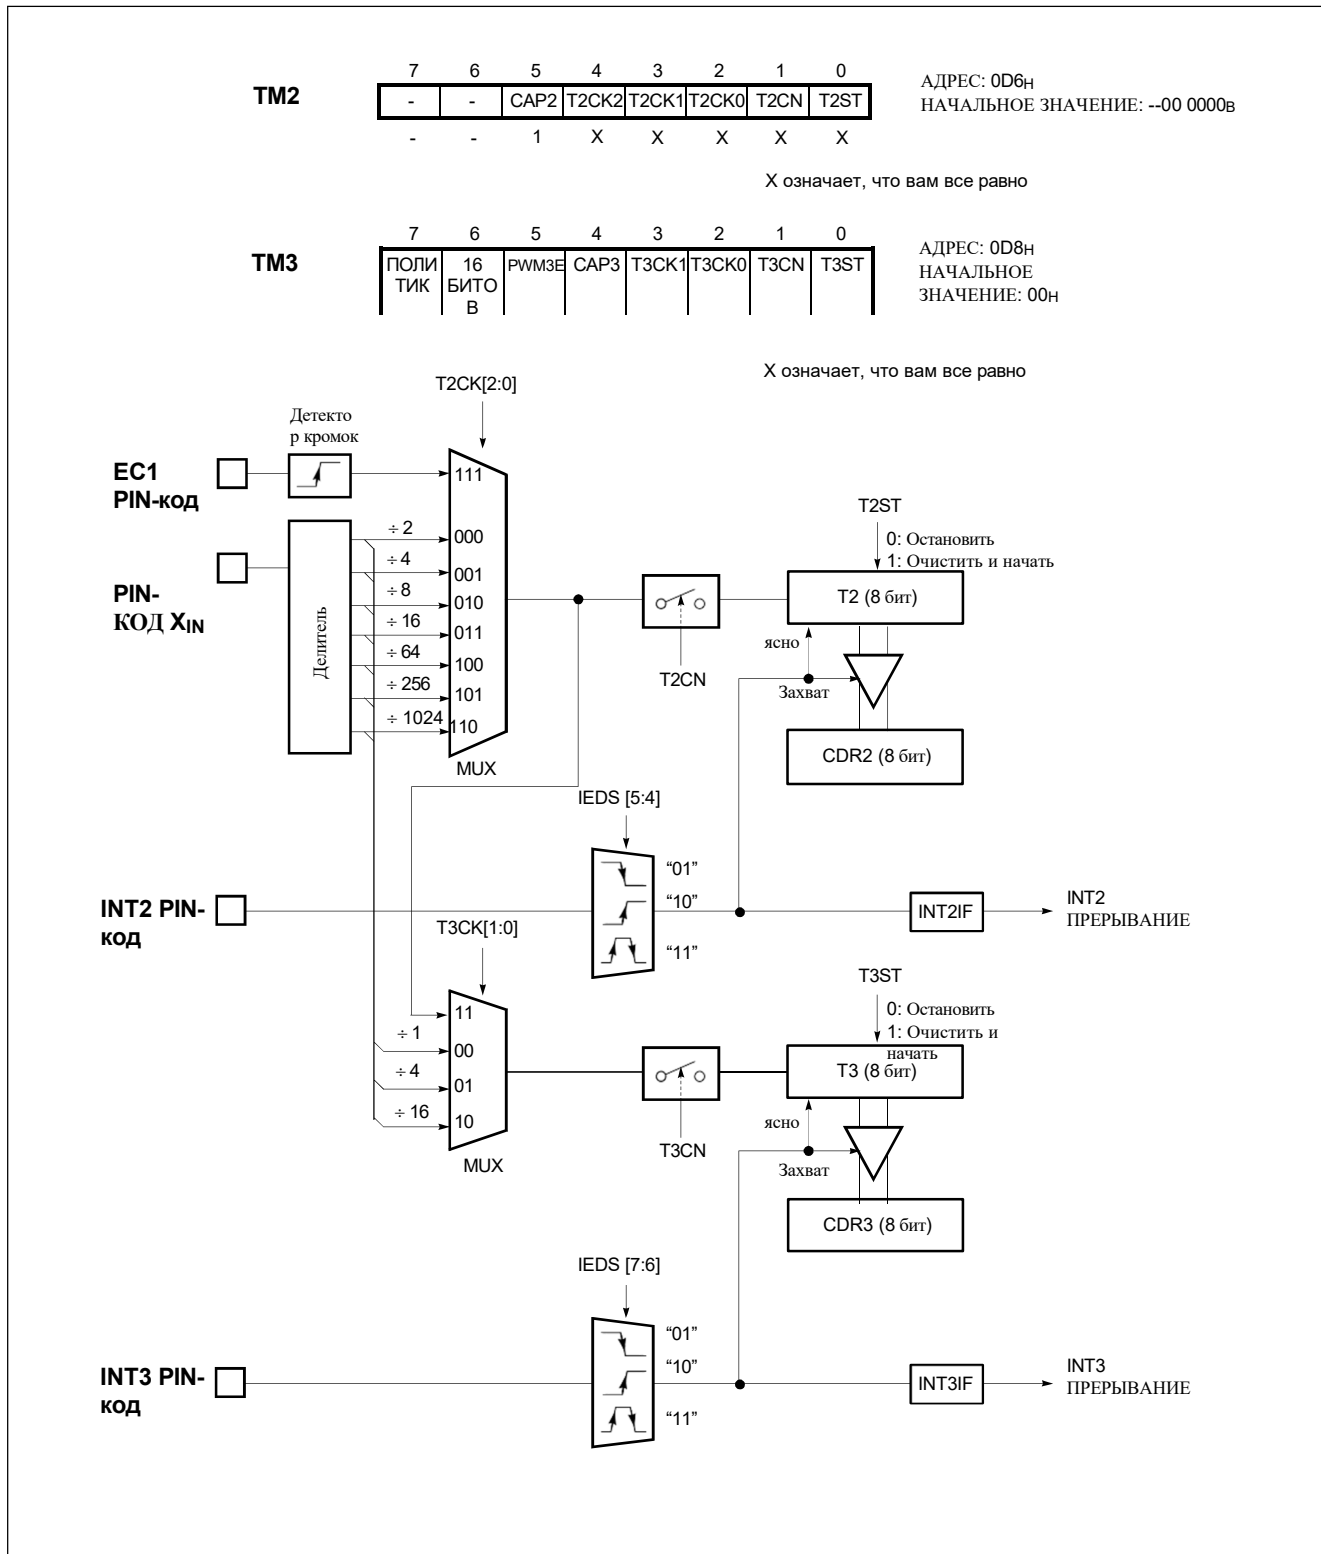 7 6 5 4 3 2 1 0
TM2
- - CAP2 T2CK2 T2CK1 T2CK0 T2CN T2ST
- - 1 X X X X X
АДРЕС: 0D6H
НАЧАЛЬНОЕ ЗНАЧЕНИЕ: --00 0000B
X означает, что вам все равно
7 6 5 4 3 2 1 0
TM3
ПОЛИ
ТИК
16
БИТО
В
PWM3E CAP3 T3CK1 T3CK0 T3CN T3ST
АДРЕС: 0D8H
НАЧАЛЬНОЕ
ЗНАЧЕНИЕ: 00H
X означает, что вам все равно
T2CK[2:0]
Детекто
р кромок
EC1
PIN-код
111
÷ 2
000
÷ 4
001
÷ 8
010
÷ 16
011
÷ 64
100
÷ 256
101
÷ 1024
110
PIN-
КОД XIN
Делитель
MUX
T2ST
0: Остановить
1: Очистить и начать
T2 (8 бит)
T2CN
ясно
Захват
CDR2 (8 бит)
IEDS [5:4]
“01”
“10”
“11”
INT2 PIN-
код
INT2IF
INT2
ПРЕРЫВАНИЕ
T3CK[1:0]
11
÷ 1
00
÷ 4
01
÷ 16
10
MUX
T3ST
0: Остановить
1: Очистить и
начать
T3 (8 бит)
T3CN
ясно
Захват
CDR3 (8 бит)
IEDS [7:6]
“01”
“10”
“11”
INT3 PIN-
код
INT3IF
INT3
ПРЕРЫВАНИЕ